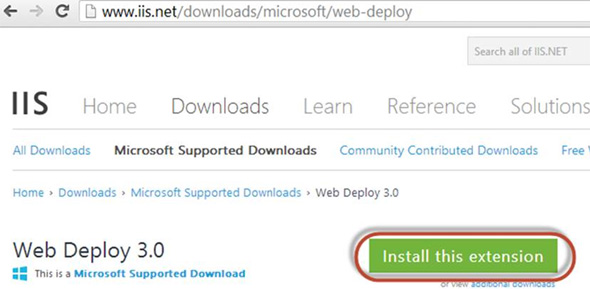 www.iis.net/downloads/microsoft/web-deploy
Search all of IIS.NET
IIS Home Downloads Learn Reference Solutions
All Downloads Microsoft Supported Downloads Community Contributed Downloads Free
Home › Downloads › Microsoft Supported Downloads › Web Deploy 3.0
Web Deploy 3.0
Install this extension
This is a Microsoft Supported Download
or view additional downloads